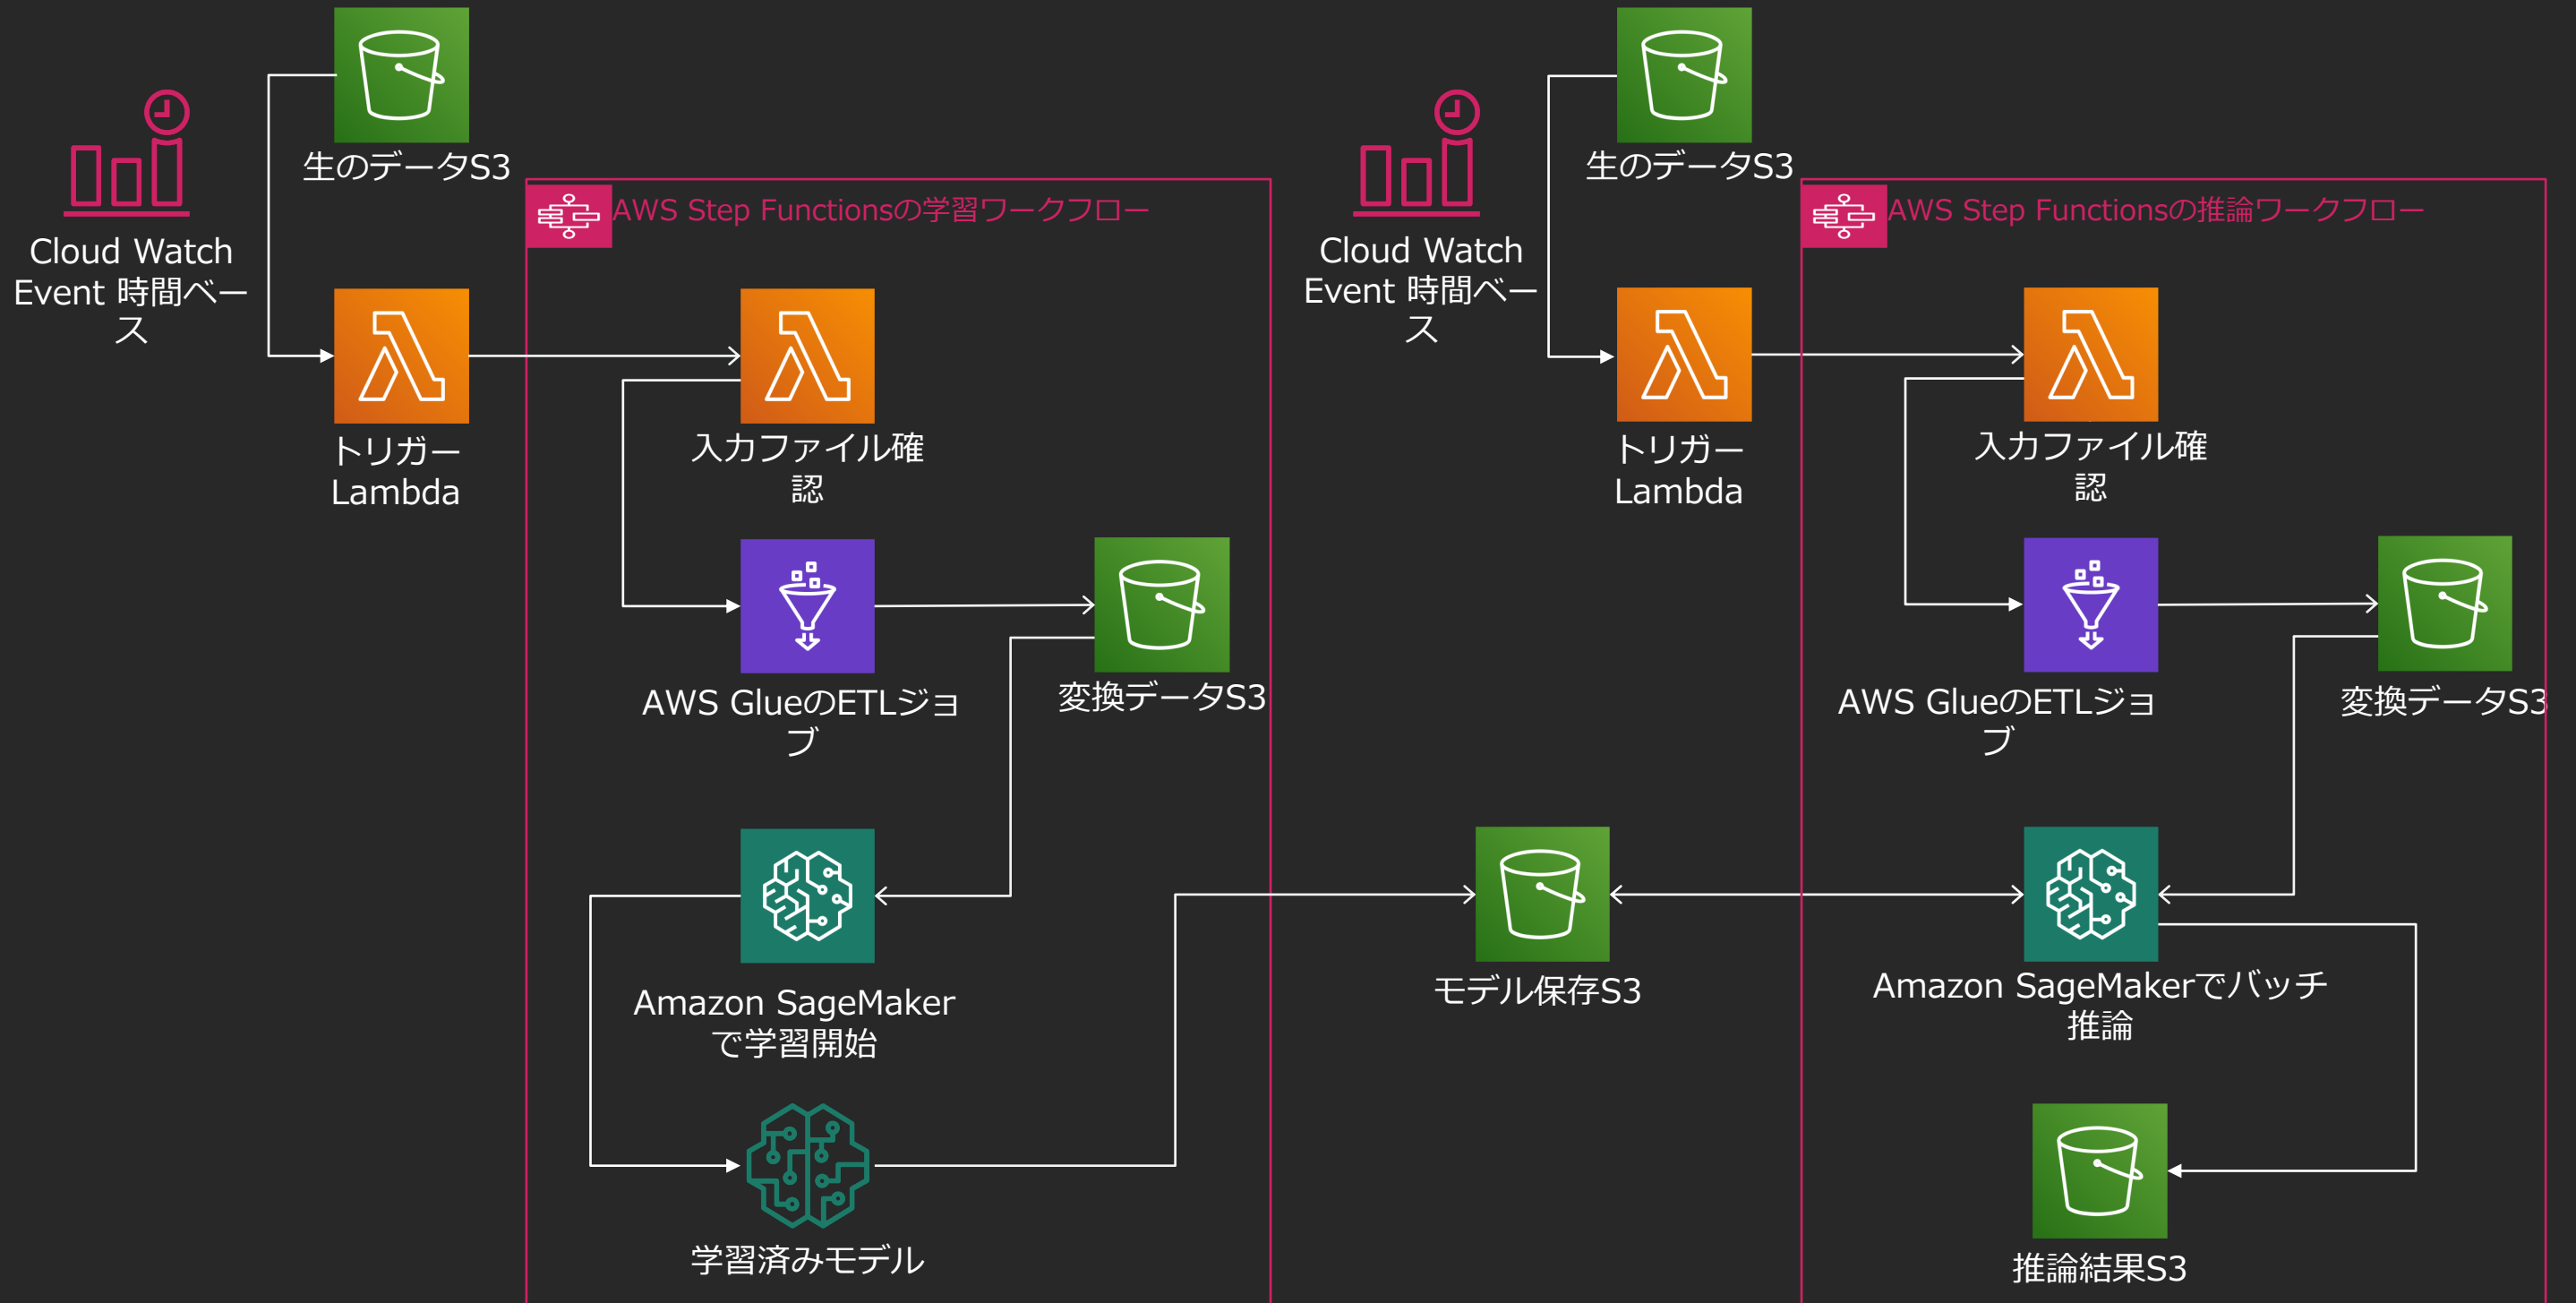 生のデータS3
Cloud Watch
Event 時間ベー
ス
トリガー
Lambda
AWS Step Functionsの学習ワークフロー
入力ファイル確
認
AWS GlueのETLジョ
ブ
変換データS3
Amazon SageMaker
で学習開始
学習済みモデル
モデル保存S3
生のデータS3
Cloud Watch
Event 時間ベー
ス
トリガー
Lambda
AWS Step Functionsの推論ワークフロー
入力ファイル確
認
AWS GlueのETLジョ
ブ
変換データS3
Amazon SageMakerでバッチ
推論
推論結果S3